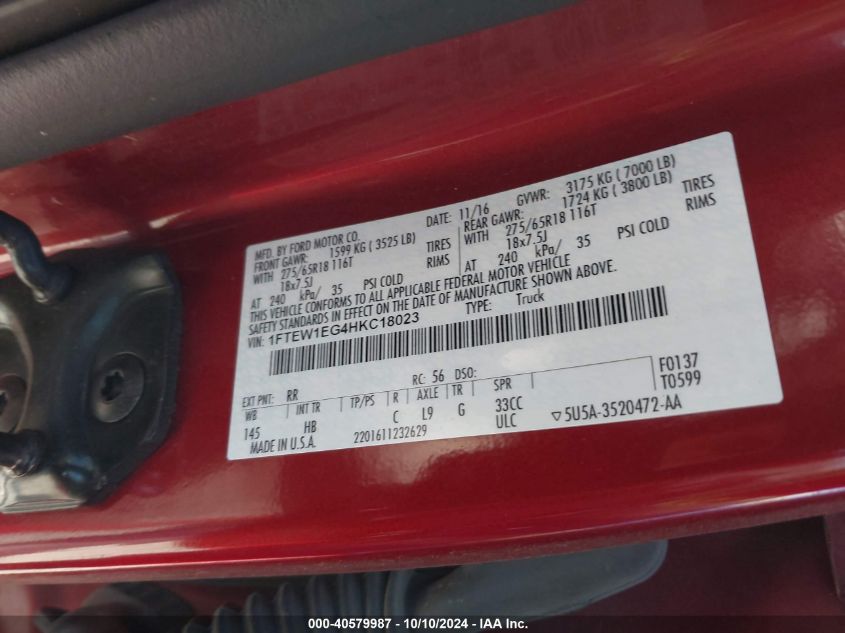 MFD. BY FORD MOTOR CO.
DATE: 11/16 GVWR: 3175 KG ( 7000 LB)
FRONT GAWR: 1599 KG ( 3525 LB) REAR GAWR: 1724 KG ( 3800 LB)
WITH 275/65R18 116T TIRES WITH 275/65R18 116T TIRES
18x7.5J RIMS 18x7.5J RIMS
AT 240 kPa/ 35 PSI COLD AT 240 kPa/ 35 PSI COLD
THIS VEHICLE CONFORMS TO ALL APPLICABLE FEDERAL MOTOR VEHICLE
SAFETY STANDARDS IN EFFECT ON THE DATE OF MANUFACTURE SHOWN ABOVE.
VIN: 1FTEW1EG4HKC18023 TYPE: Truck
EXT PNT: RR RC: 56 DSO: F0137
WB INT TR TP/PS R AXLE TR SPR T0599
145 HB C L9 G 33CC
MADE IN U.S.A. 2201611232629 ULC ▽5U5A-3520472-AA
000-40579987 - 10/10/2024 - IAA Inc.